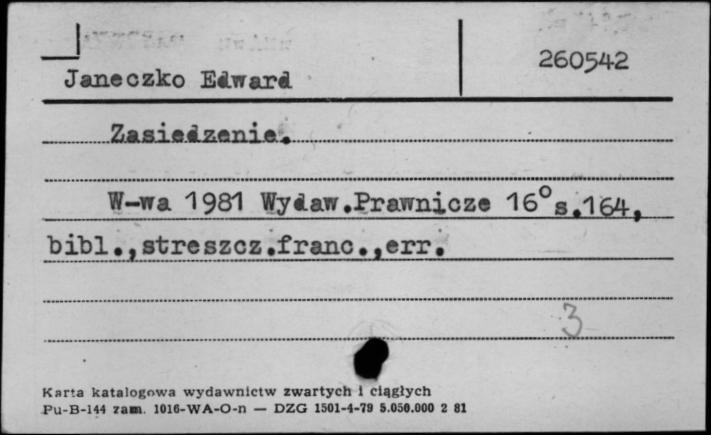 260542
Janeczko Edward
Zasiedzenie.
W-wa 1981 Wydaw.Prawnicze 16° s.164,
bibl.,streszcz.franc.,err.
3
Karta katalogowa wydawnictw zwartych i ciągłych
Pu-B-144 zam. 1016-WA-O-n — DZG 1501-4-79 5.050.000 2 81